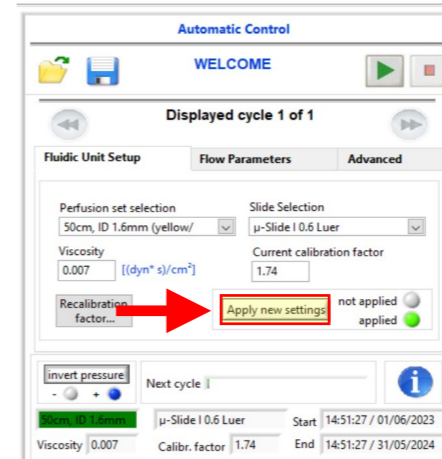 Automatic Control
WELCOME
Displayed cycle 1 of 1
Fluidic Unit Setup Flow Parameters Advanced
Perfusion set selection Slide Selection
50cm, ID 1.6mm (yellow/ µ-Slide I 0.6 Luer
Viscosity Current calibration factor
0.007 [(dyn* s)/cm²] 1.74
Recalibration factor... Apply new settings not applied
applied
invert pressure Next cycle
- +
50cm, ID 1.6mm µ-Slide I 0.6 Luer Start 14:51:27 / 01/06/2023
Viscosity 0.007 Calibr. factor 1.74 End 14:51:27 / 31/05/2024